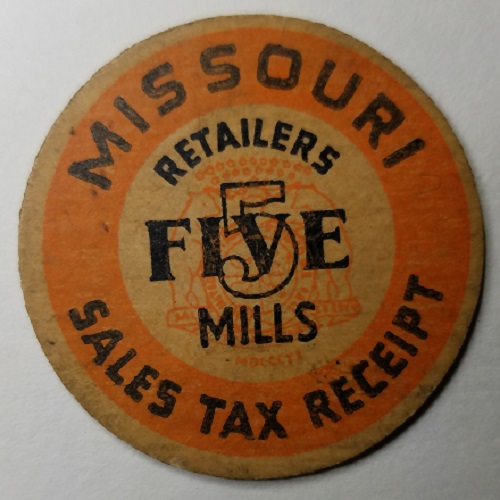 MISSOURI
RETAILERS
5
FIVE
MILLS
SALES TAX RECEIPT